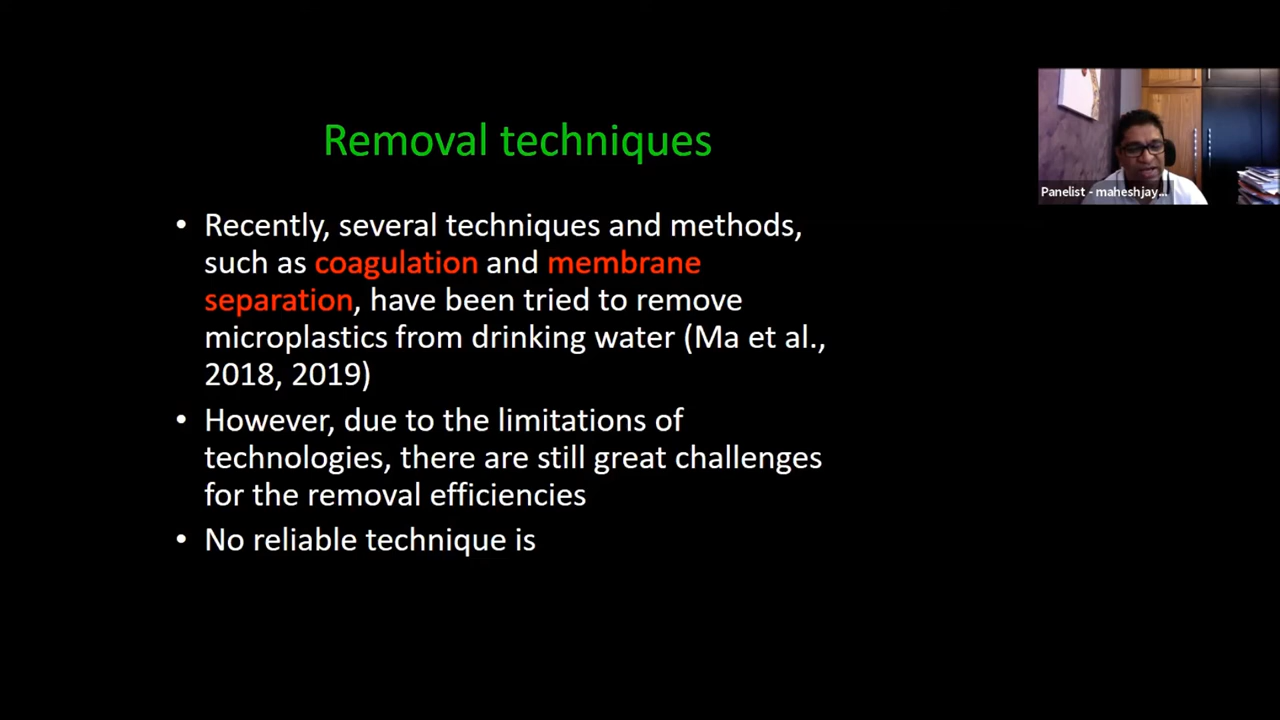 Removal techniques
• Recently, several techniques and methods,
such as coagulation and membrane
separation, have been tried to remove
microplastics from drinking water (Ma et al.,
2018, 2019)
• However, due to the limitations of
technologies, there are still great challenges
for the removal efficiencies
• No reliable technique is
Panelist - maheshjay...